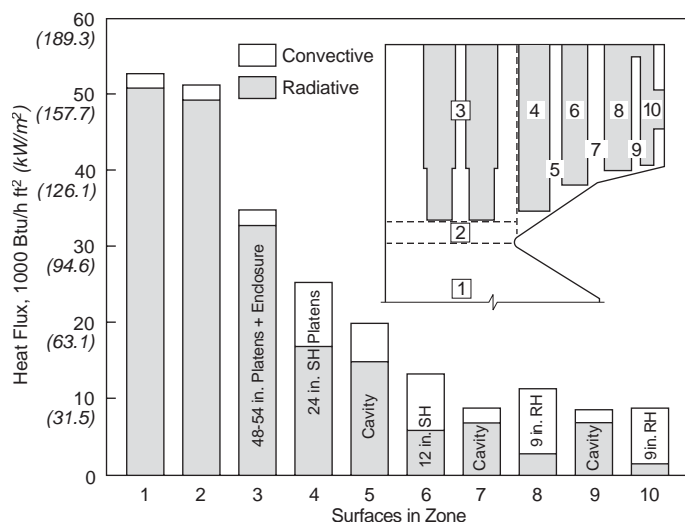 60
(189.3)
50
(157.7)
40
(126.1)
30
(94.6)
20
(63.1)
10
(31.5)
0
Heat Flux, 1000 Btu/h ft² (kW/m²)
Convective
Radiative
3
4
6
8
10
5
7
9
2
1
48-54 in. Platens + Enclosure
24 in. SH Platens
Cavity
12 in. SH
Cavity
9 in. RH
Cavity
9in. RH
1 2 3 4 5 6 7 8 9 10
Surfaces in Zone